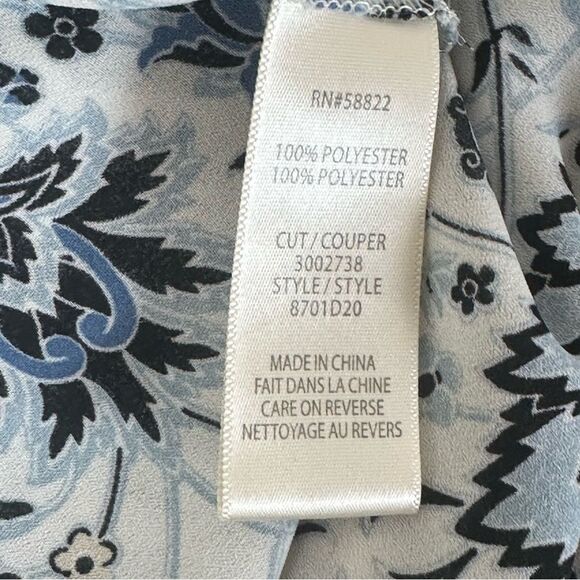 RN#58822
100% POLYESTER
100% POLYESTER
CUT / COUPER
3002738
STYLE / STYLE
8701D20
MADE IN CHINA
FAIT DANS LA CHINE
CARE ON REVERSE
NETTOYAGE AU REVERS